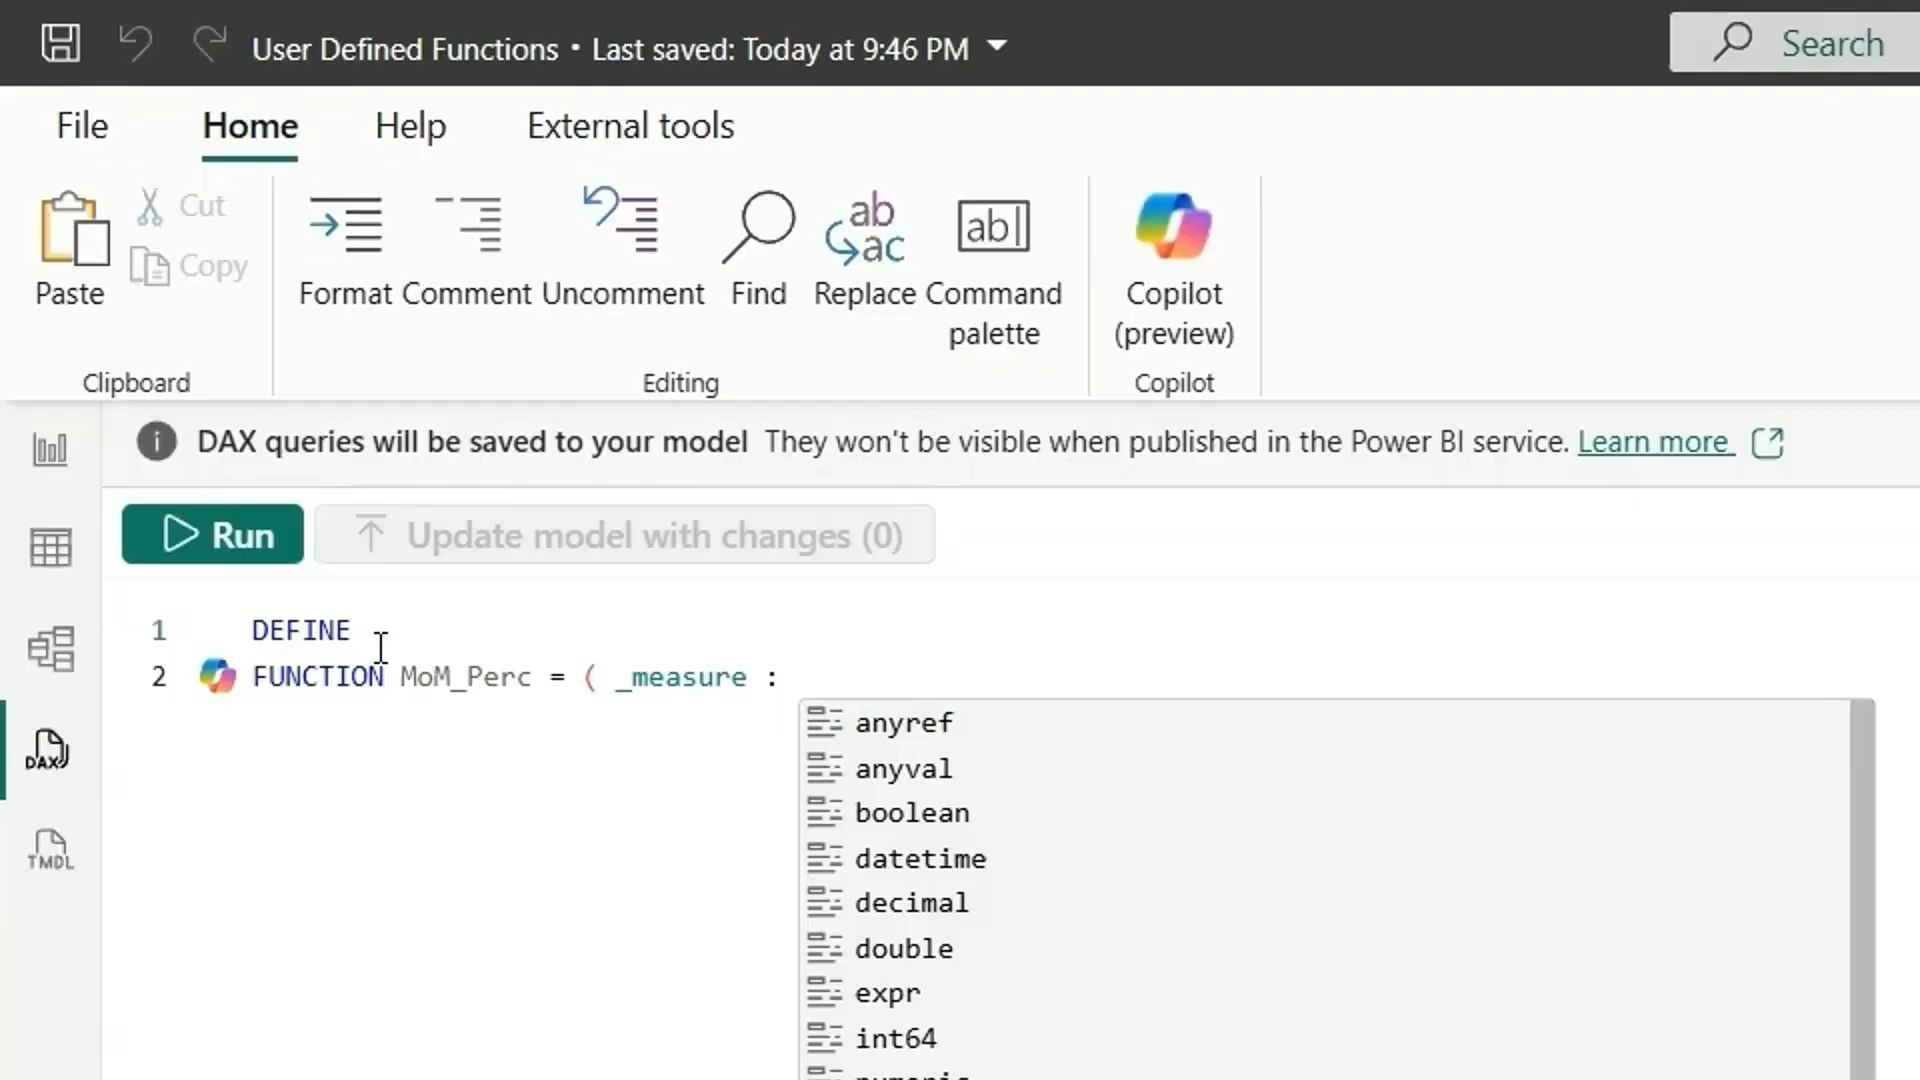 User Defined Functions • Last saved: Today at 9:46 PM
Search
File Home Help External tools
Paste
Cut
Copy
Clipboard
Format Comment Uncomment Find Replace Command palette
Editing
Copilot (preview)
Copilot
DAX queries will be saved to your model They won't be visible when published in the Power BI service. Learn more
Run Update model with changes (0)
1 DEFINE
2 FUNCTION MoM_Perc = ( _measure :
anyref
anyval
boolean
datetime
decimal
double
expr
int64
DAX
TMDL
ab
ac
ab